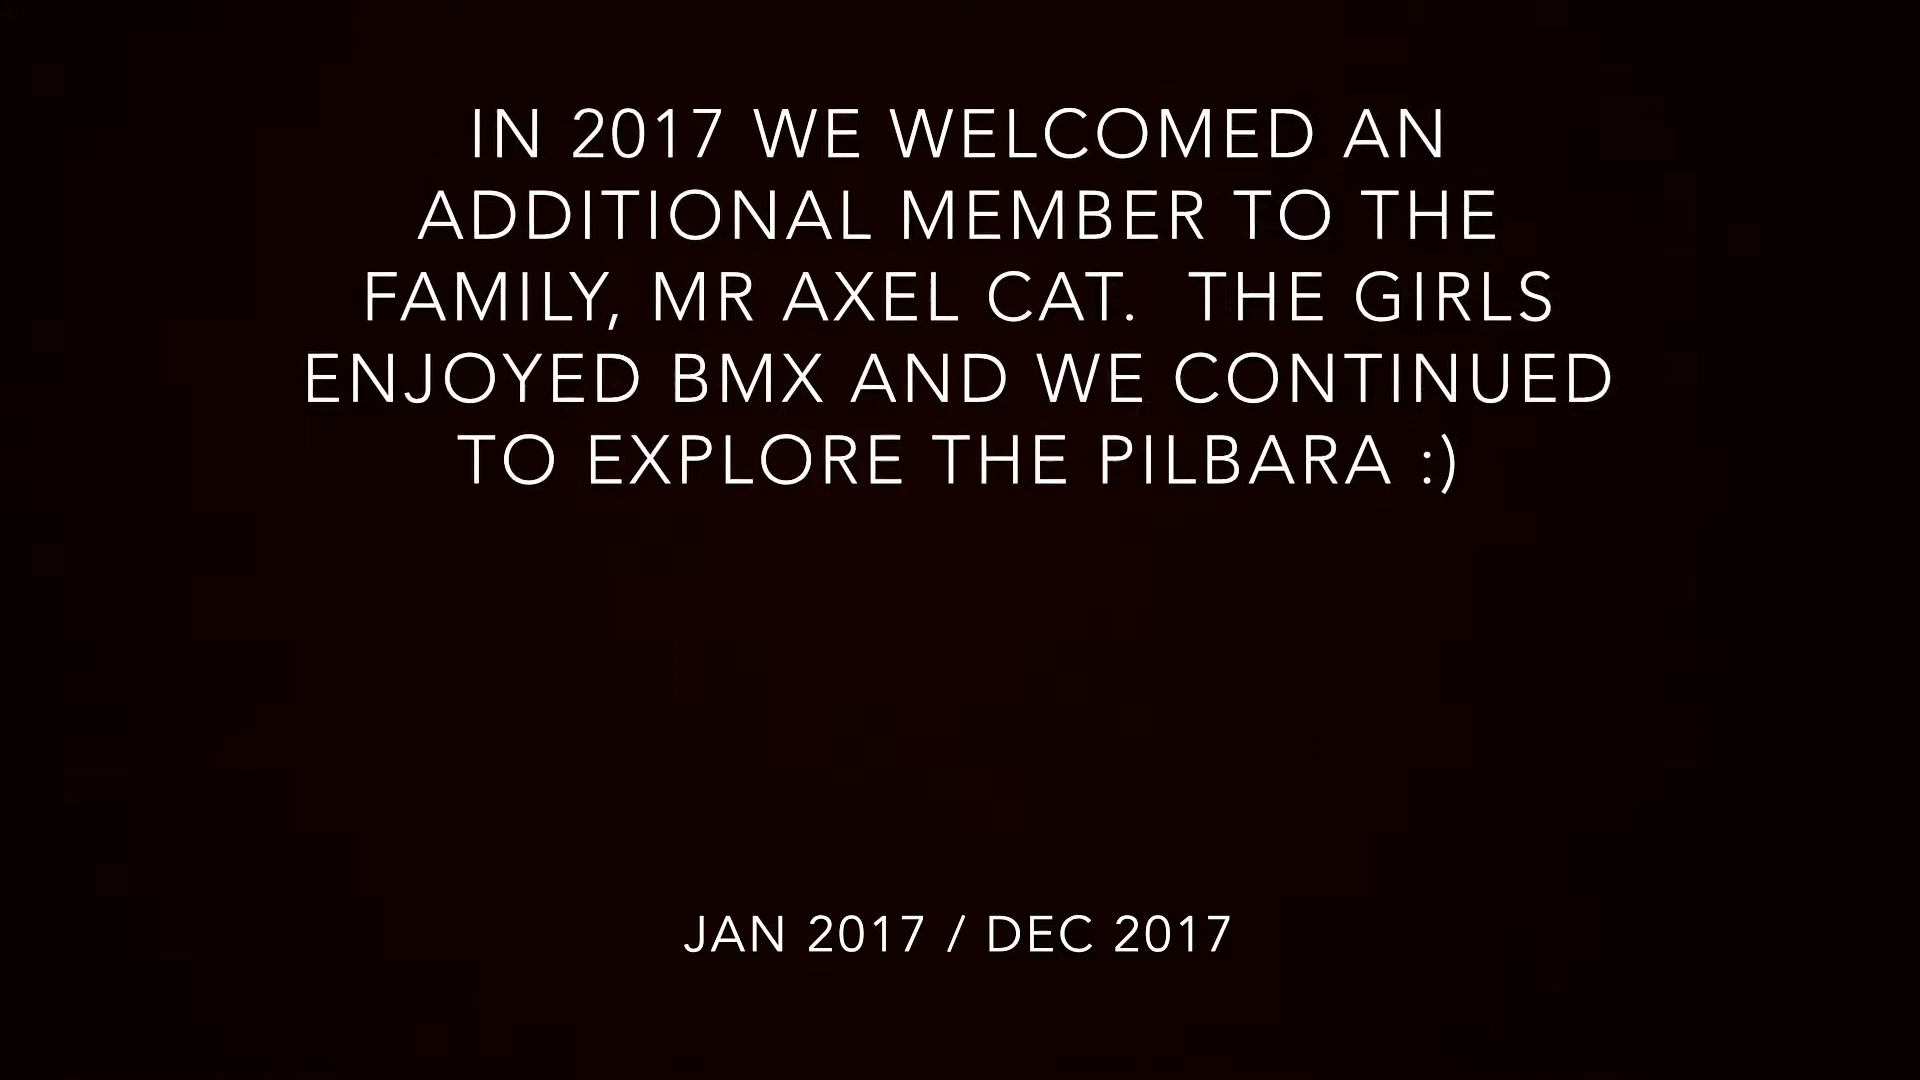 IN 2017 WE WELCOMED AN
ADDITIONAL MEMBER TO THE
FAMILY, MR AXEL CAT.  THE GIRLS
ENJOYED BMX AND WE CONTINUED
TO EXPLORE THE PILBARA :)
JAN 2017 / DEC 2017